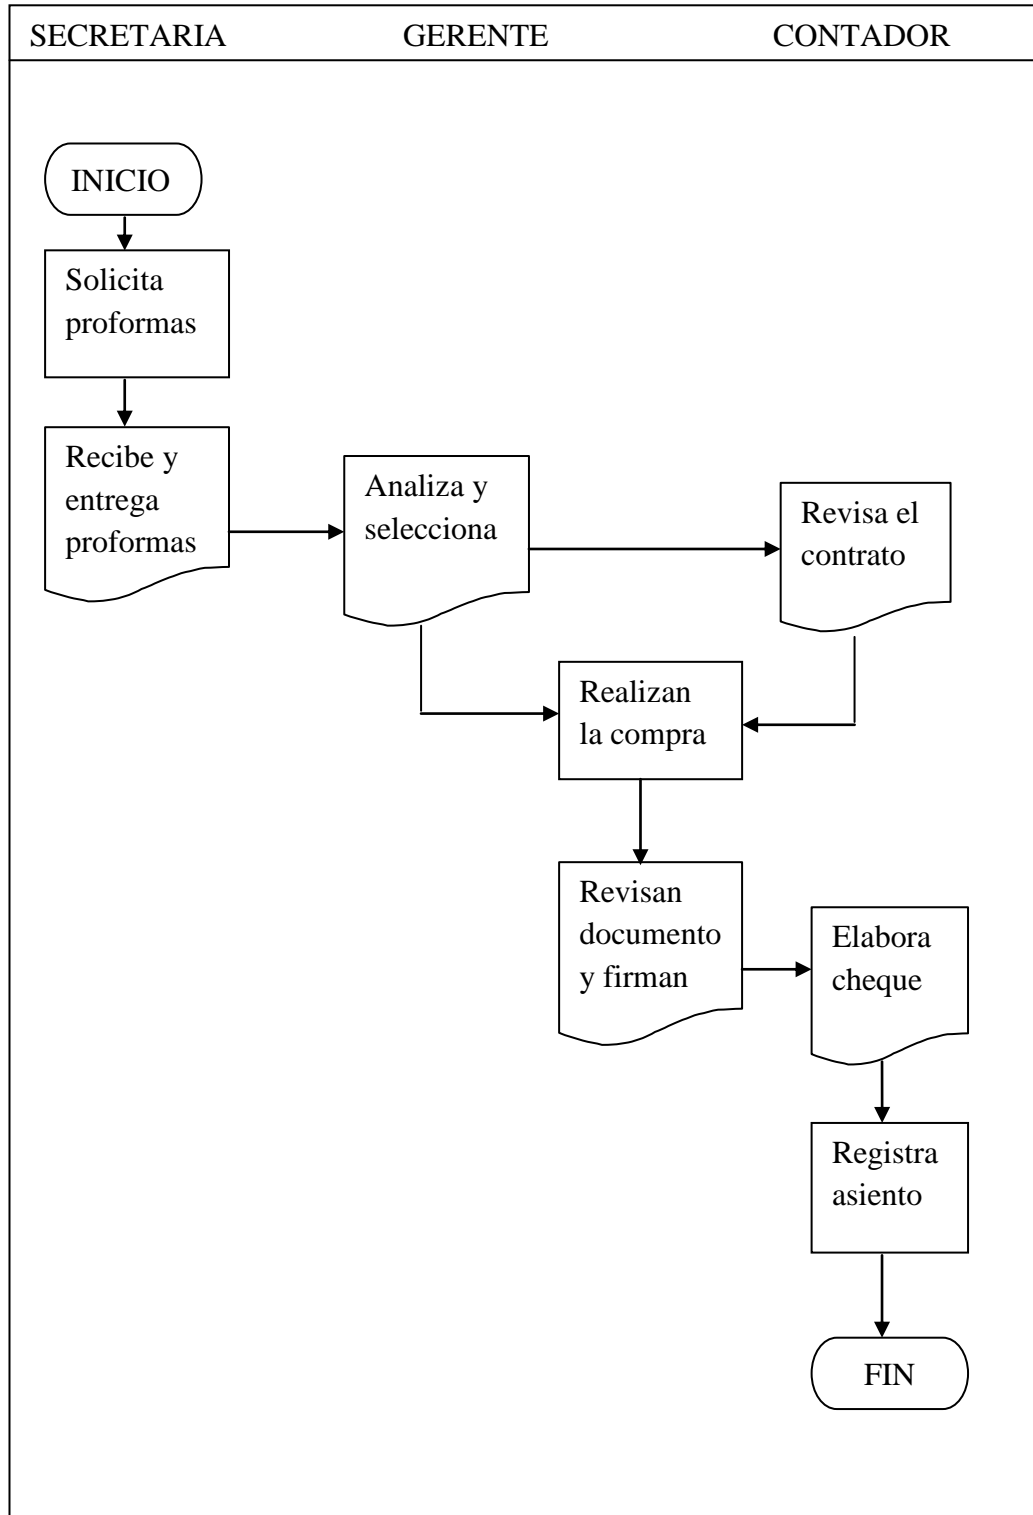 SECRETARIA GERENTE CONTADOR
INICIO
Solicita
proformas
Recibe y
entrega
proformas
Analiza y
selecciona
Revisa el
contrato
Realizan
la compra
Revisan
documento
y firman
Elabora
cheque
Registra
asiento
FIN